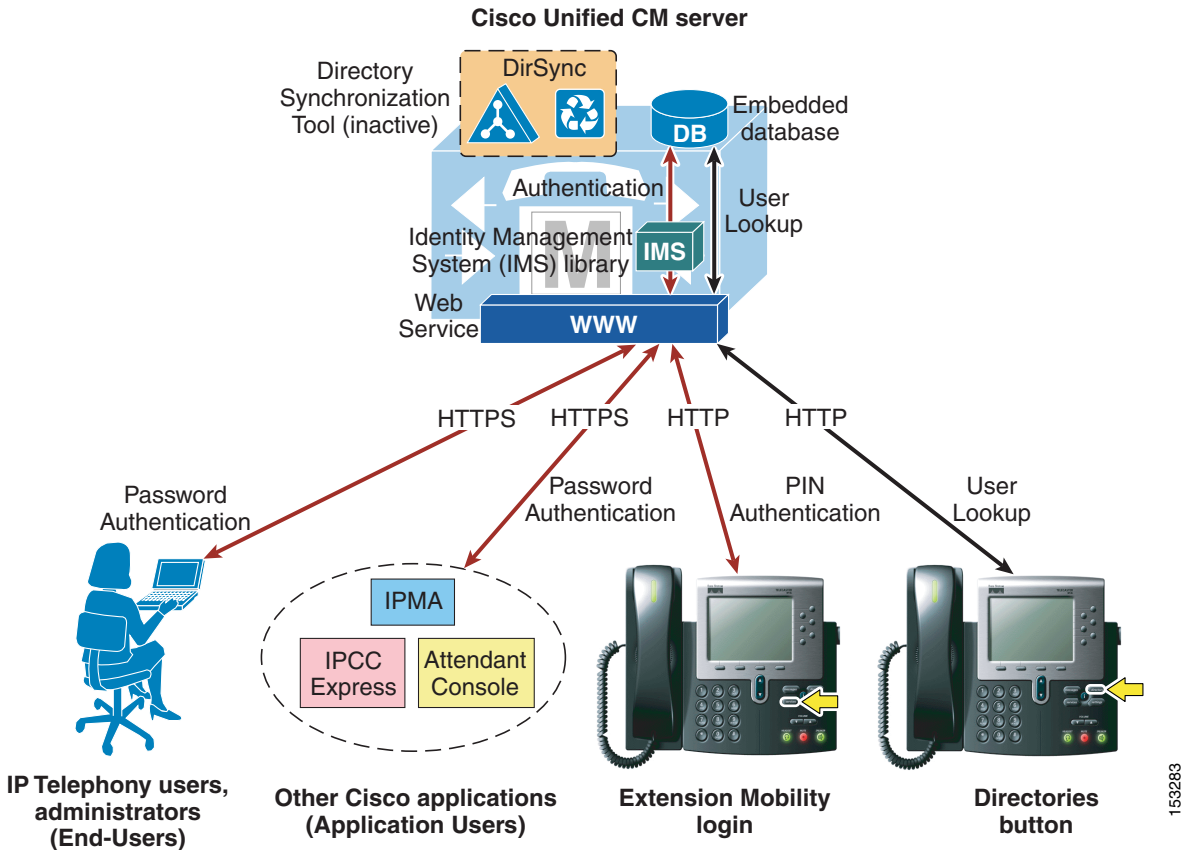 Cisco Unified CM server
Directory
Synchronization
Tool (inactive)
DirSync
DB
Embedded
database
Authentication
User
Lookup
Identity Management
System (IMS) library
IMS
M
Web
Service
WWW
HTTPS
HTTPS
HTTP
HTTP
Password
Authentication
Password
Authentication
PIN
Authentication
User
Lookup
IPMA
IPCC
Express
Attendant
Console
IP Telephony users,
administrators
(End-Users)
Other Cisco applications
(Application Users)
Extension Mobility
login
Directories
button
153283